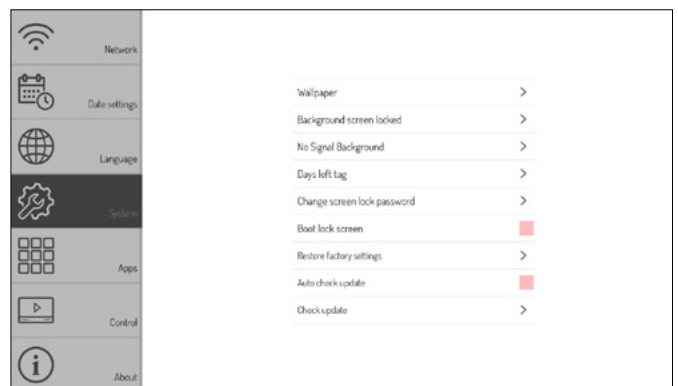 Network
Date settings
Language
System
Apps
Control
About
Wallpaper
Background screen locked
No Signal Background
Days left tag
Change screen lock password
Boot lock screen
Restore factory settings
Auto check update
Check update